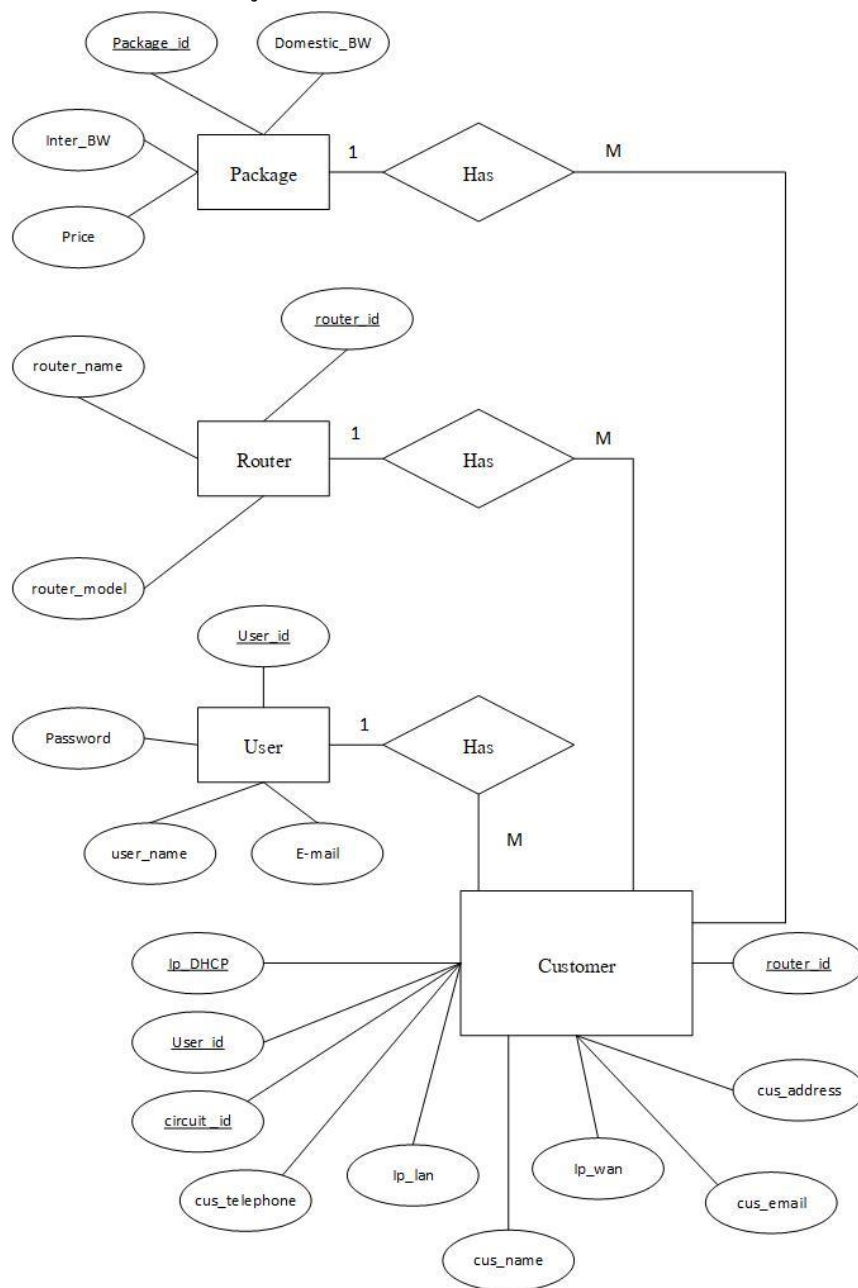 Package_id
Domestic_BW
Inter_BW
Package
1
Has
M
Price
router_id
router_name
Router
1
Has
M
router_model
User_id
Password
User
1
Has
user_name
E-mail
M
Ip_DHCP
Customer
router_id
User_id
circuit_id
cus_address
cus_telephone
Ip_lan
Ip_wan
cus_email
cus_name